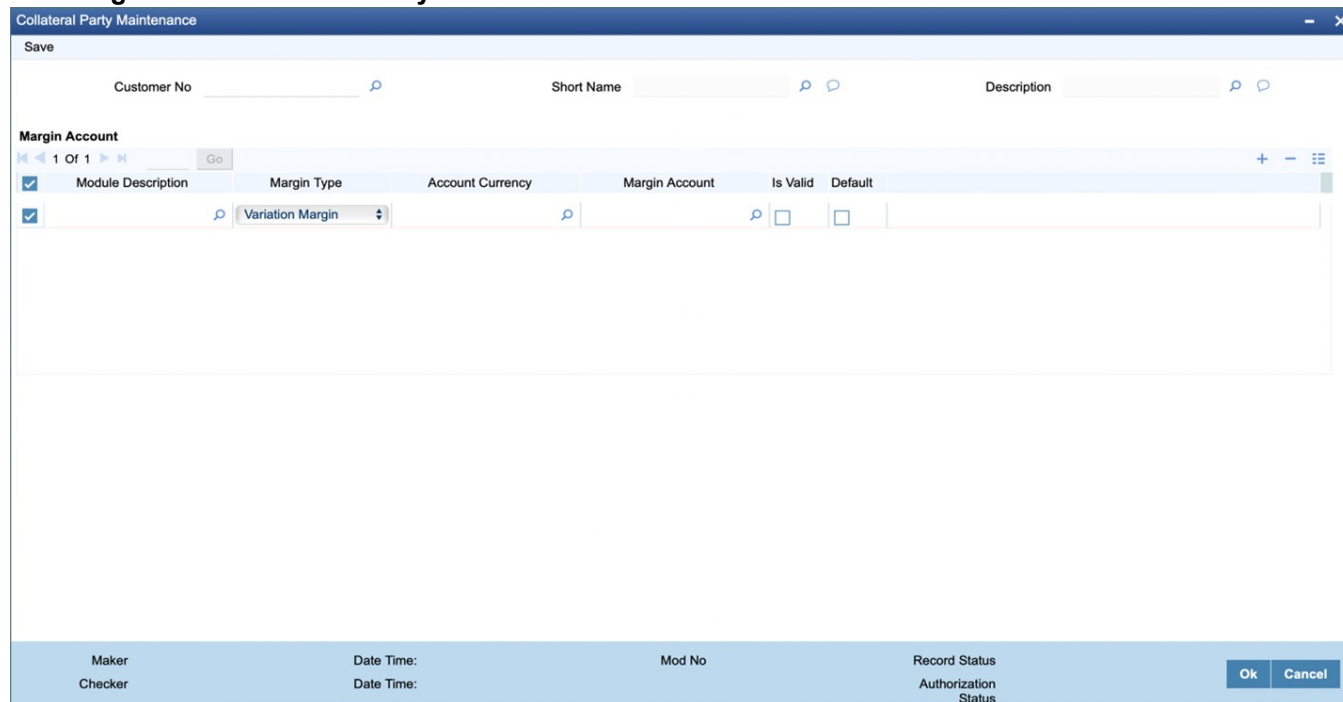 Collateral Party Maintenance
Save
Customer No Short Name Description
Margin Account
1 Of 1 Go
Module Description Margin Type Account Currency Margin Account Is Valid Default
Variation Margin
Maker Date Time: Mod No Record Status
Ok Cancel
Checker Date Time: Authorization
Status